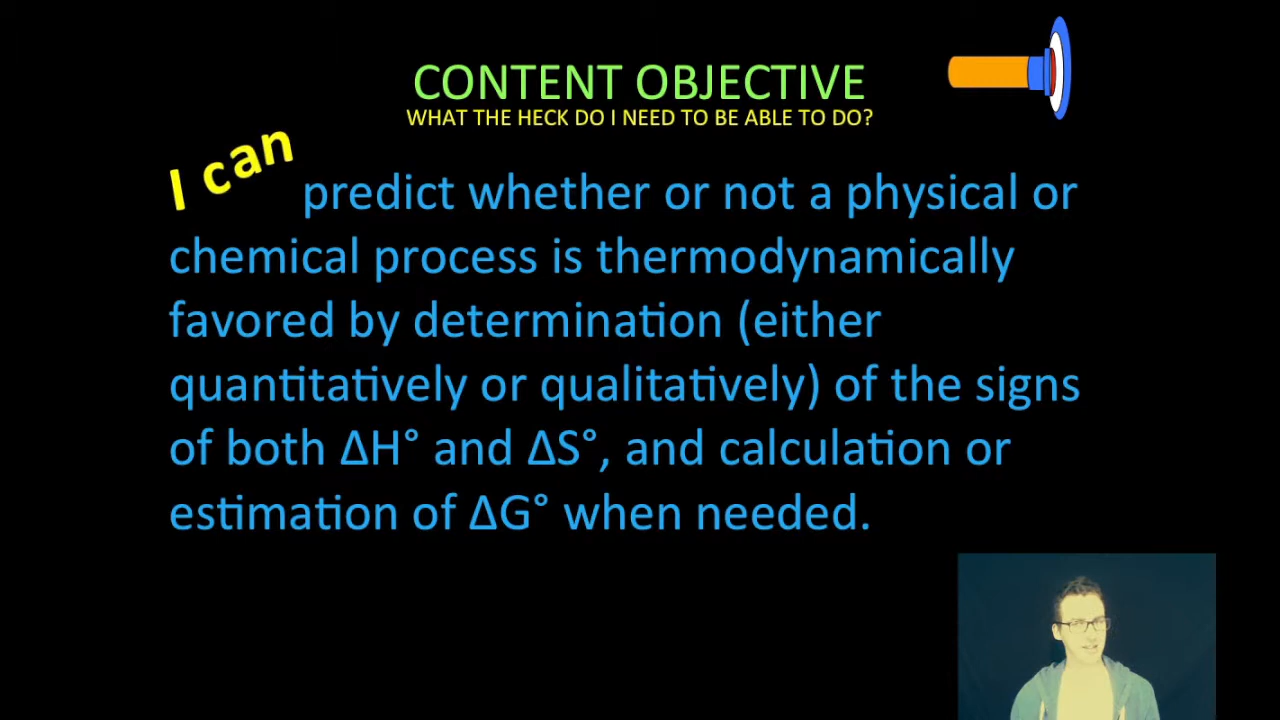 CONTENT OBJECTIVE
WHAT THE HECK DO I NEED TO BE ABLE TO DO?
I can predict whether or not a physical or
chemical process is thermodynamically
favored by determination (either
quantitatively or qualitatively) of the signs
of both ΔH° and ΔS°, and calculation or
estimation of ΔG° when needed.